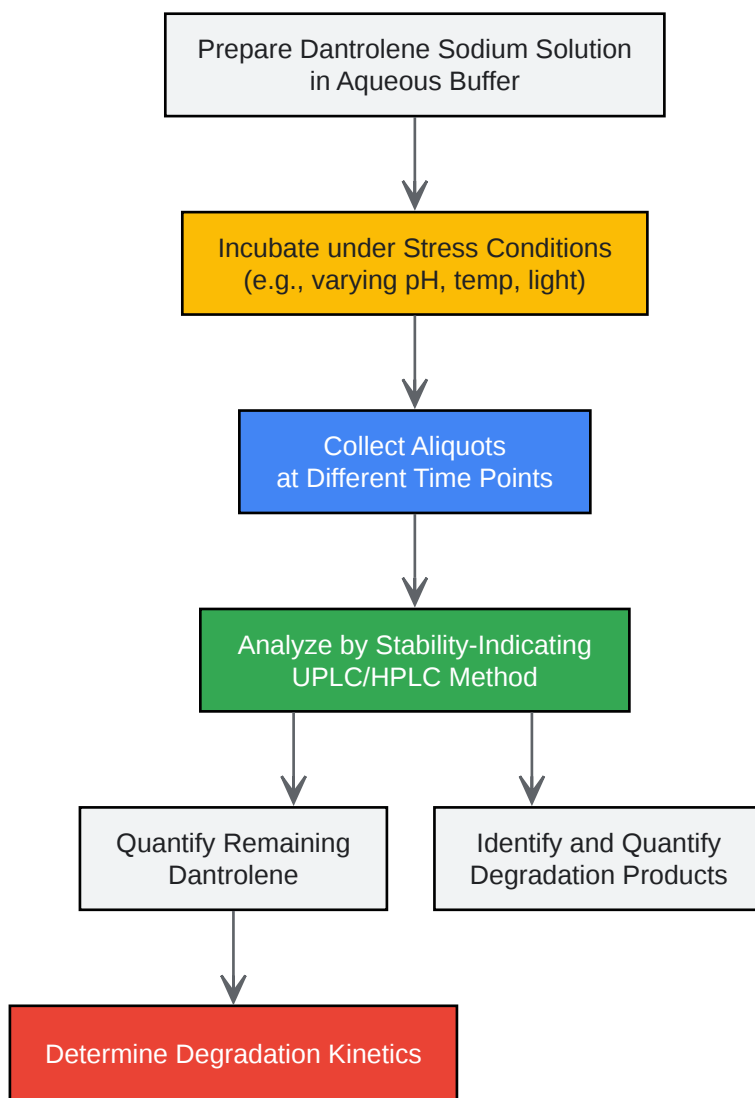 Prepare Dantrolene Sodium Solution
in Aqueous Buffer
Incubate under Stress Conditions
(e.g., varying pH, temp, light)
Collect Aliquots
at Different Time Points
Analyze by Stability-Indicating
UPLC/HPLC Method
Quantify Remaining
Dantrolene
Identify and Quantify
Degradation Products
Determine Degradation Kinetics